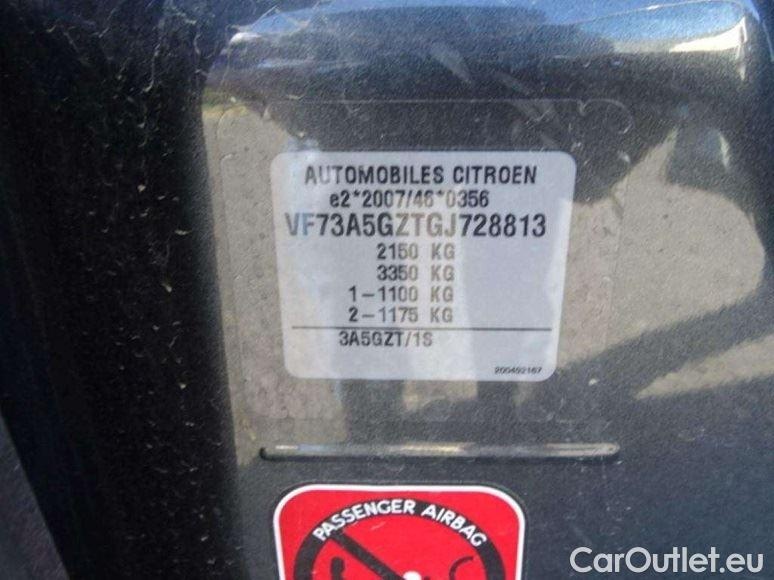 AUTOMOBILES CITROEN
e2*2007/46*0356
VF73A5GZTGJ728813
2150 KG
3350 KG
1-1100 KG
2-1175 KG
3A5GZT/1S
200492167
PASSENGER AIRBAG
CarOutlet.eu